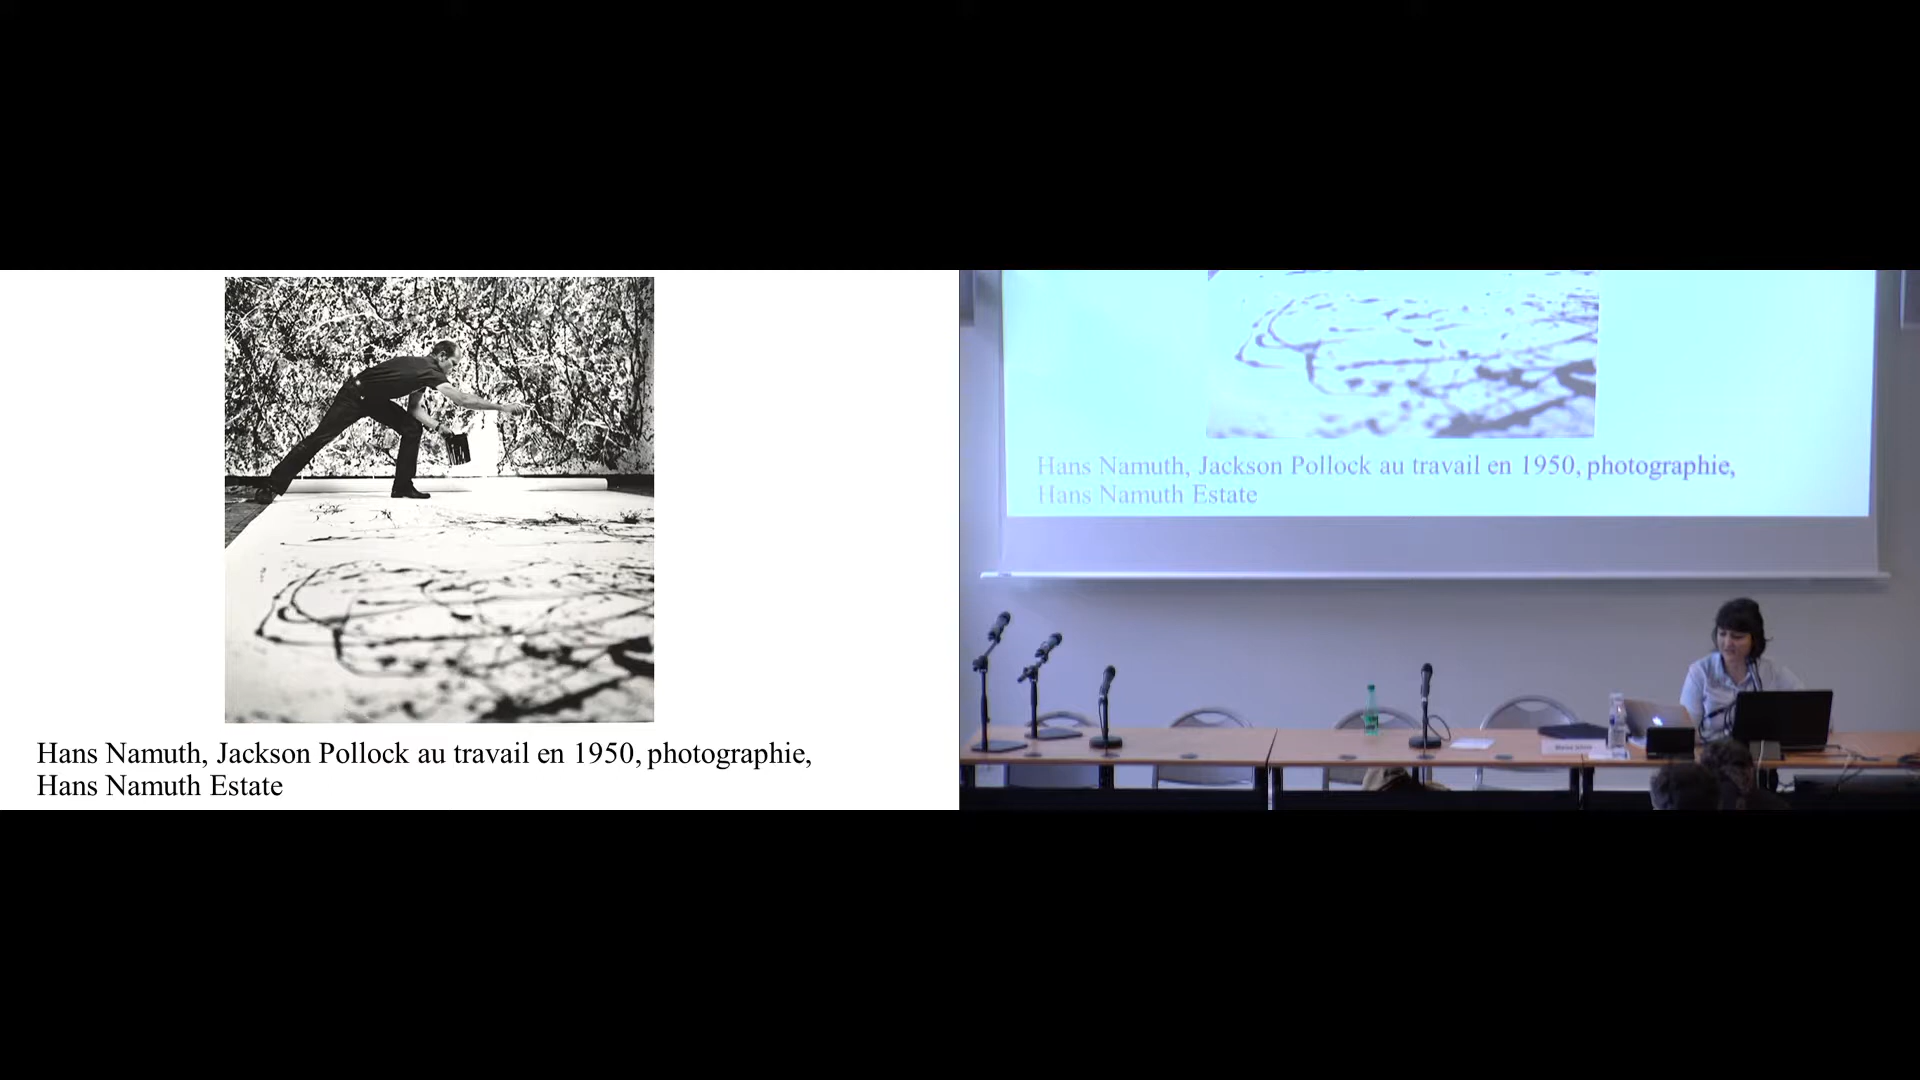 Hans Namuth, Jackson Pollock au travail en 1950, photographie,
Hans Namuth Estate
Hans Namuth, Jackson Pollock au travail en 1950, photographie,
Hans Namuth Estate